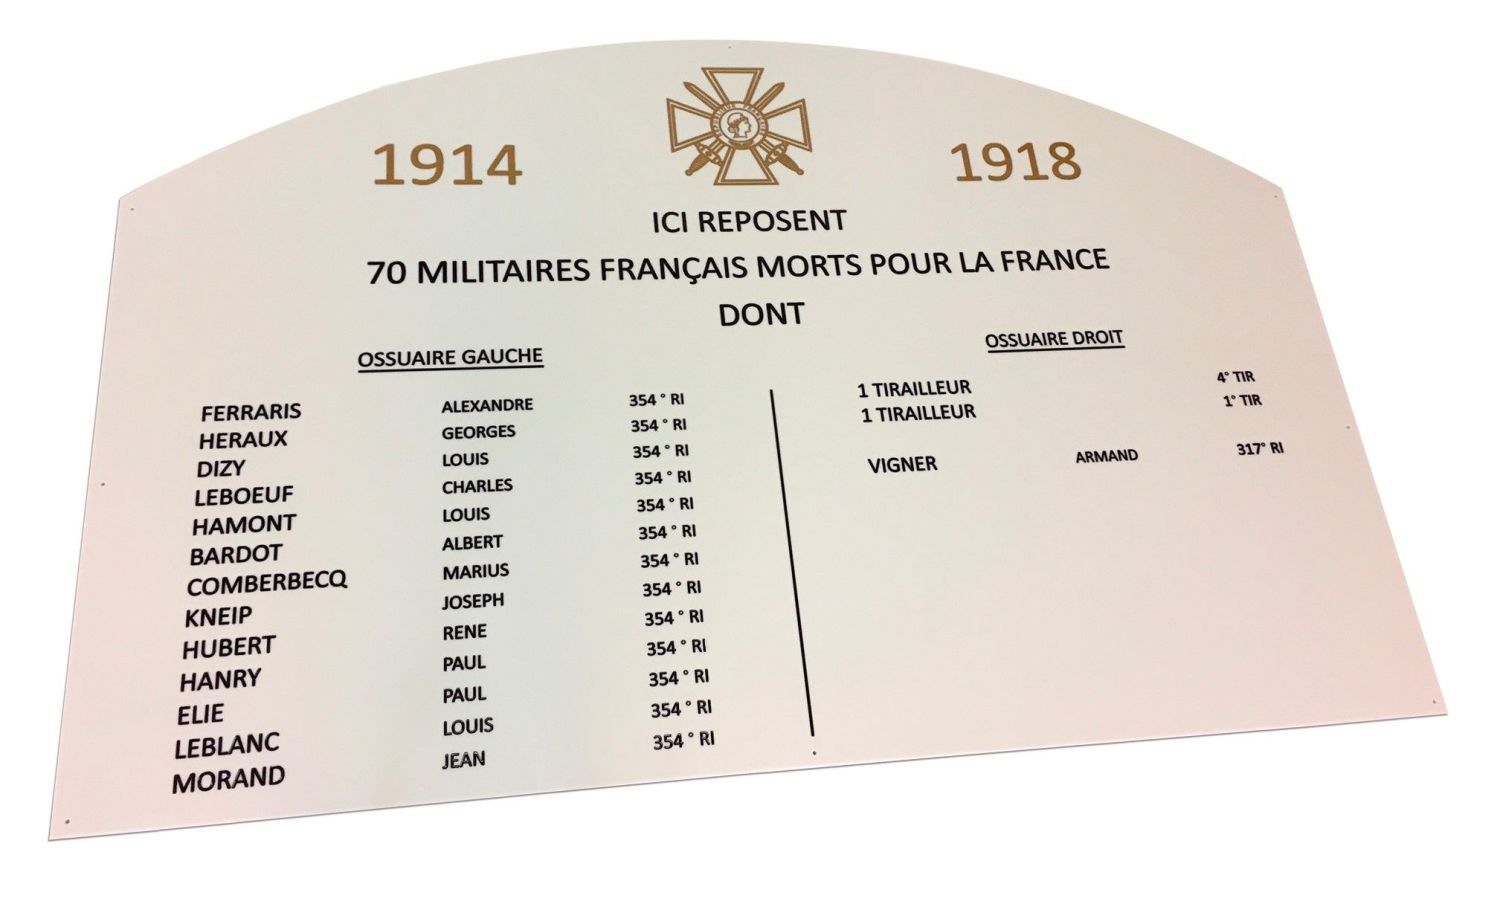 1914 1918
ICI REPOSENT
70 MILITAIRES FRANÇAIS MORTS POUR LA FRANCE
DONT
OSSUAIRE GAUCHE
FERRARIS ALEXANDRE 354 ° RI
HERAUX GEORGES 354 ° RI
DIZY LOUIS 354 ° RI
LEBOEUF CHARLES 354 ° RI
HAMONT LOUIS 354 ° RI
BARDOT ALBERT 354 ° RI
COMBERBECQ MARIUS 354 ° RI
KNEIP JOSEPH 354 ° RI
HUBERT RENE 354 ° RI
HANRY PAUL 354 ° RI
ELIE PAUL 354 ° RI
LEBLANC LOUIS 354 ° RI
MORAND JEAN 354 ° RI
OSSUAIRE DROIT
1 TIRAILLEUR 4° TIR
1 TIRAILLEUR 1° TIR
VIGNER ARMAND 317° RI